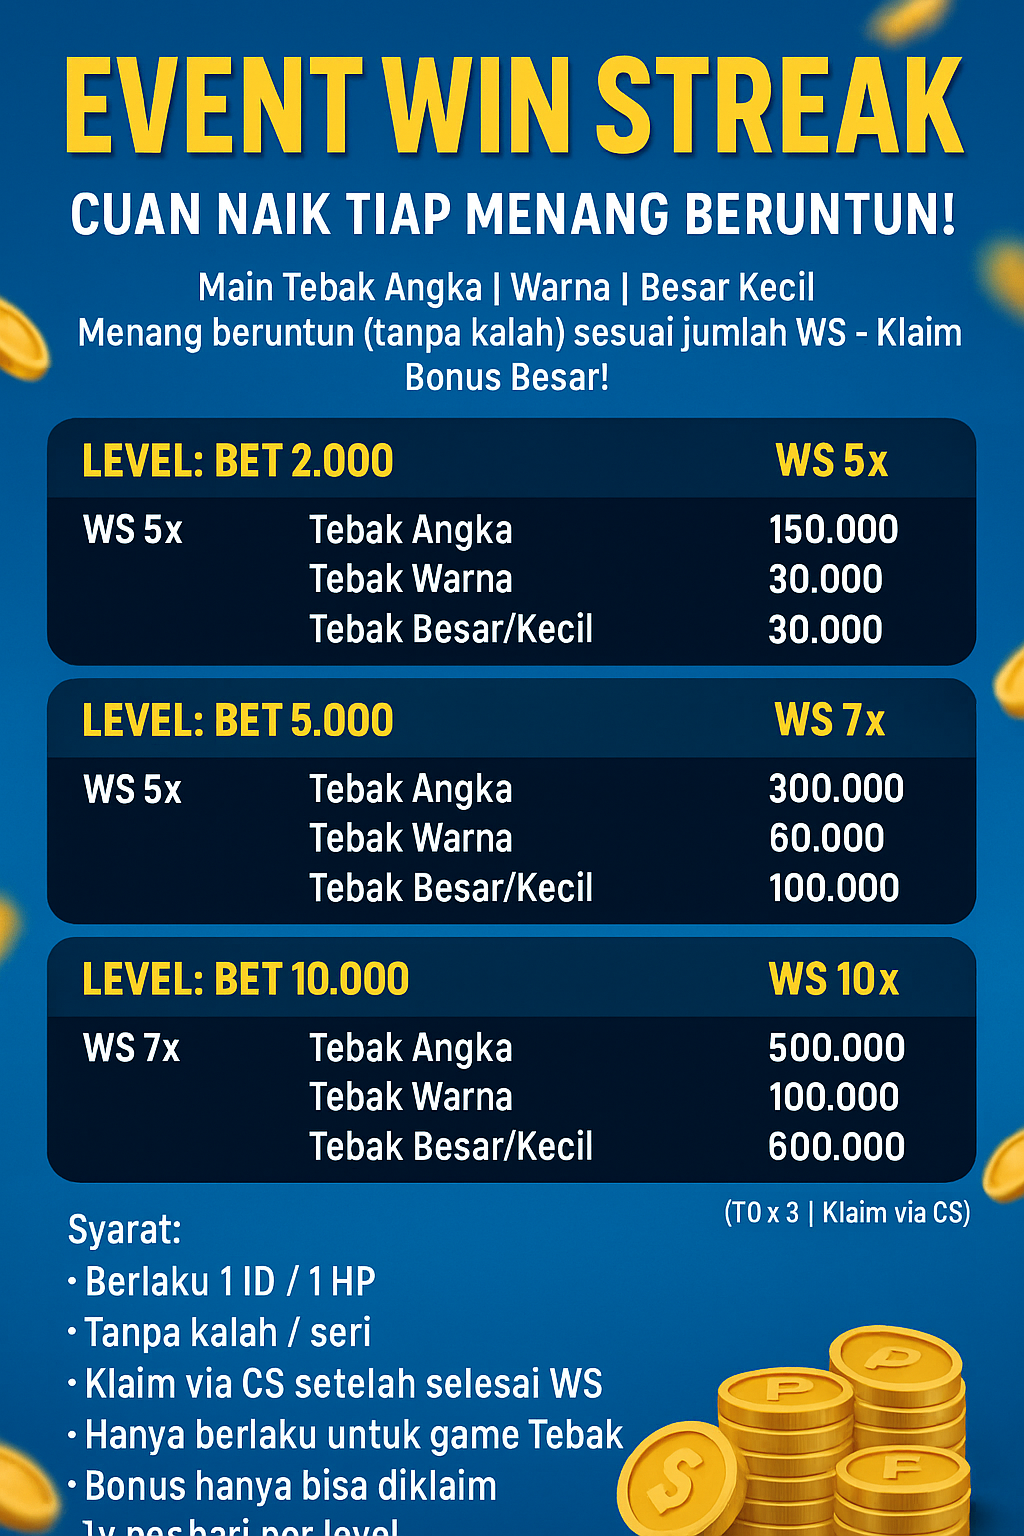 EVENT WIN STREAK
CUAN NAIK TIAP MENANG BERUNTUN!
Main Tebak Angka | Warna | Besar Kecil
Menang beruntun (tanpa kalah) sesuai jumlah WS - Klaim
Bonus Besar!
LEVEL: BET 2.000 WS 5x
WS 5x Tebak Angka 150.000
Tebak Warna 30.000
Tebak Besar/Kecil 30.000
LEVEL: BET 5.000 WS 7x
WS 5x Tebak Angka 300.000
Tebak Warna 60.000
Tebak Besar/Kecil 100.000
LEVEL: BET 10.000 WS 10x
WS 7x Tebak Angka 500.000
Tebak Warna 100.000
Tebak Besar/Kecil 600.000
(TO x 3 | Klaim via CS)
Syarat:
• Berlaku 1 ID / 1 HP
• Tanpa kalah / seri
• Klaim via CS setelah selesai WS
• Hanya berlaku untuk game Tebak
• Bonus hanya bisa diklaim
per level
P
P
S
F